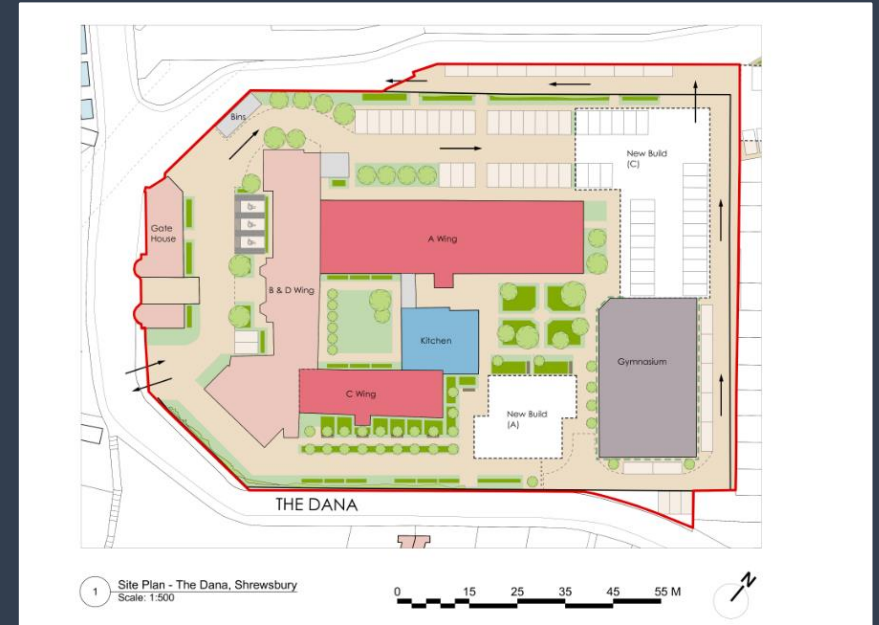 Bins
New Build
(C)
Gate
House
A Wing
B & D Wing
Kitchen
Gymnasium
C Wing
New Build
(A)
THE DANA
1
Site Plan - The Dana, Shrewsbury
Scale: 1:500
0 15 25 35 45 55 M
N